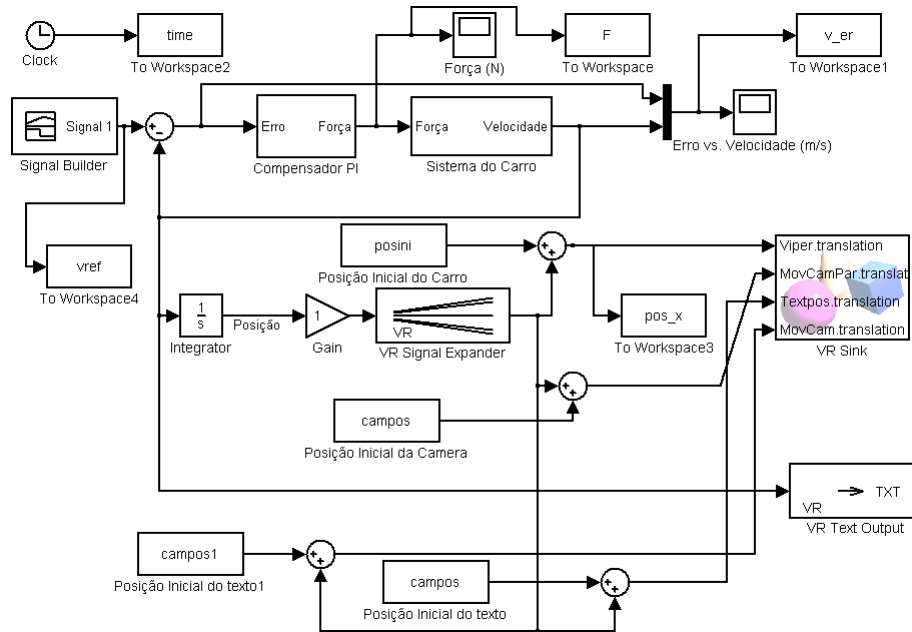 time
F
v_er
Clock
To Workspace2
Força (N)
To Workspace
To Workspace1
Signal 1
Erro
Força
Força
Velocidade
Signal Builder
Compensador PI
Sistema do Carro
Erro vs. Velocidade (m/s)
vref
To Workspace4
posini
Posição Inicial do Carro
Viper.translation
MovCamPar.translat
Textpos.translation
MovCam.translation
VR Sink
1
s
Posição
Integrator
1
Gain
VR
VR Signal Expander
pos_x
To Workspace3
campos
Posição Inicial da Camera
VR
TXT
VR Text Output
campos1
Posição Inicial do texto1
campos
Posição Inicial do texto